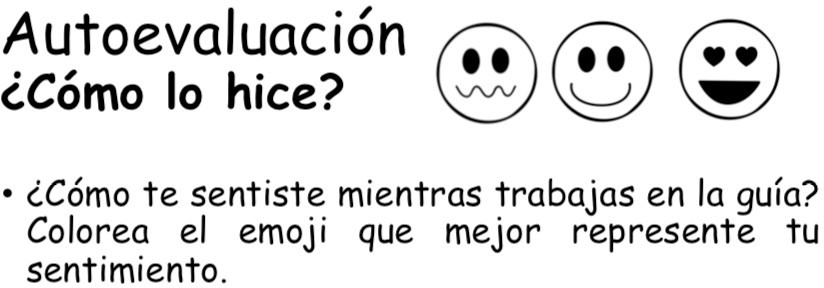 Autoevaluación
¿Cómo lo hice?
• ¿Cómo te sentiste mientras trabajas en la guía?
Colorea el emoji que mejor represente tu
sentimiento.